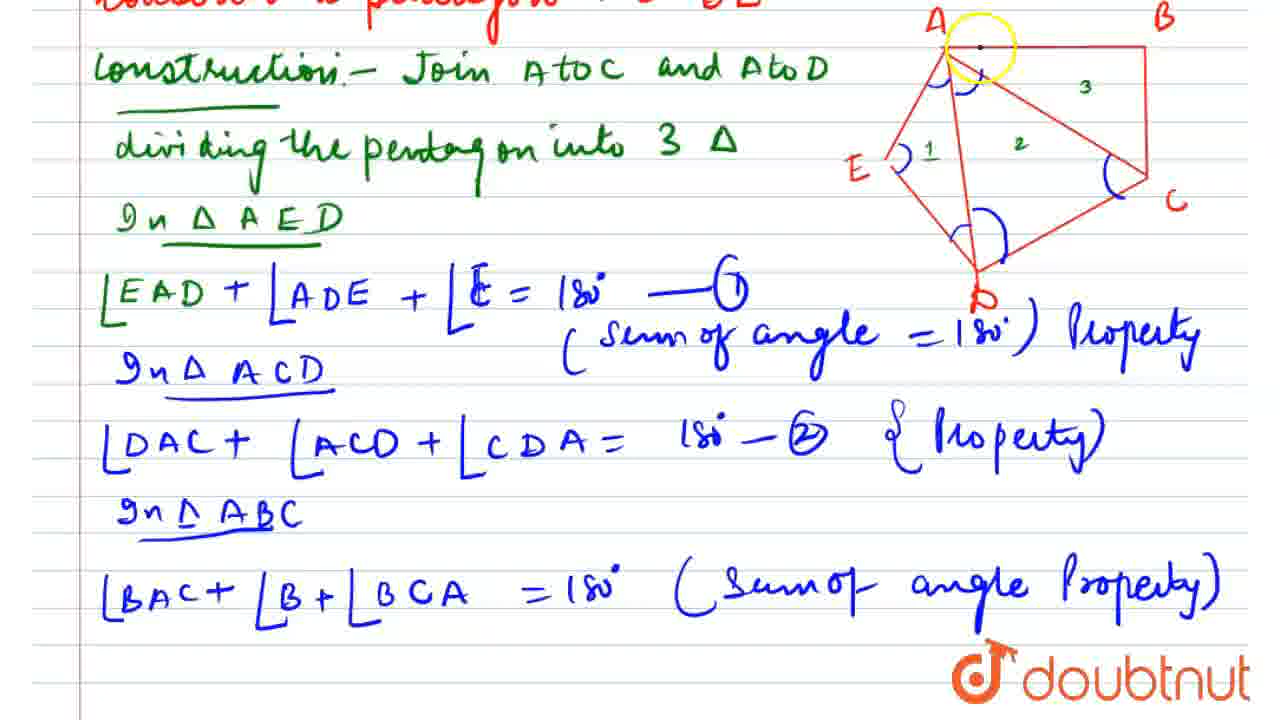 A B
Construction:- Join A to C and A to D
3
dividing the pentagon into 3 Δ
1 2
E
C
In Δ AED
∠EAD + ∠ADE + ∠E = 180° — ①
D
(Sum of angle = 180°) Property
In Δ ACD
∠DAC + ∠ACD + ∠CDA = 180° — ② {Property)
In Δ ABC
∠BAC + ∠B + ∠BCA = 180° (Sum of angle Property)
doubtnut